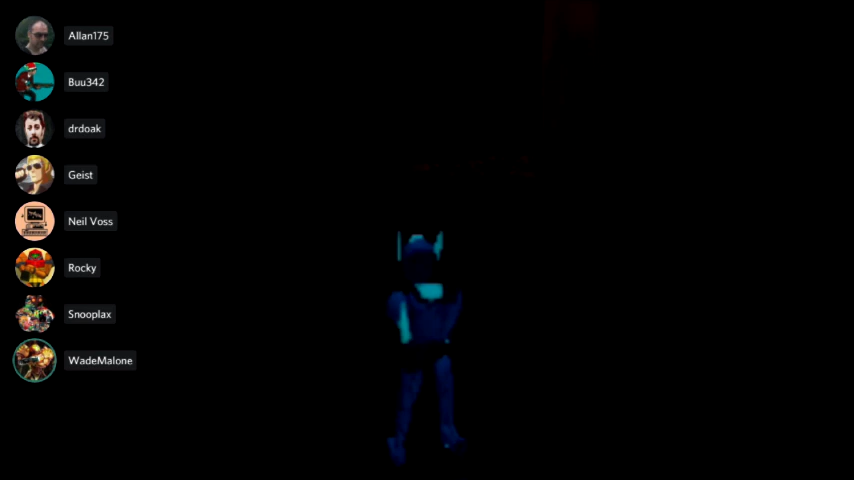 Allan175
Buu342
drdoak
Geist
Neil Voss
Rocky
Snooplax
WadeMalone